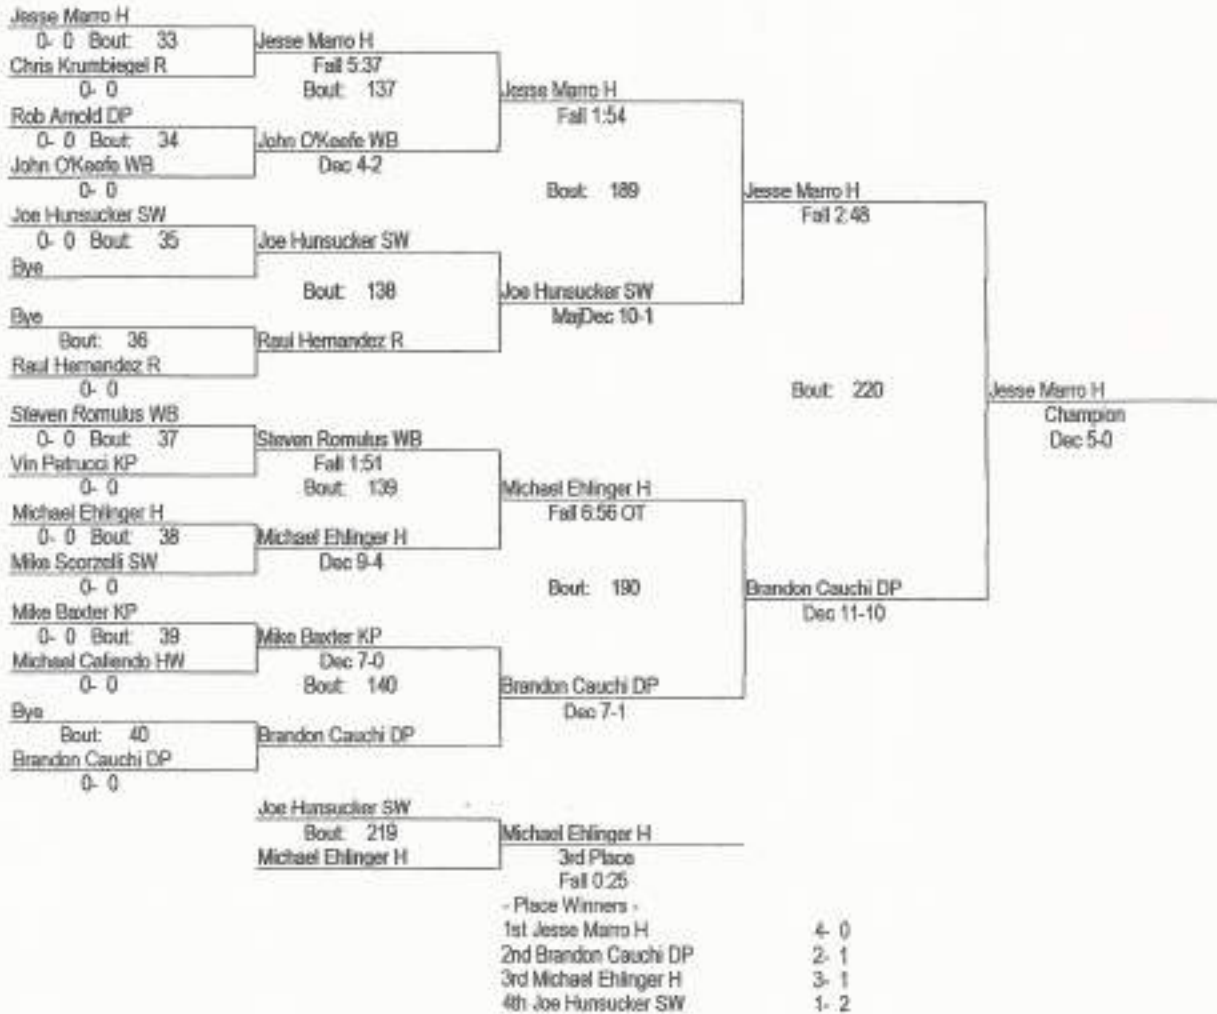 Jesse Marro H
0- 0 Bout: 33
Chris Krumbiegel R
0- 0
Rob Arnold DP
0- 0 Bout: 34
John O'Keefe WB
0- 0
Joe Hunsucker SW
0- 0 Bout: 35
Bye
Bye
Bout: 36
Raul Hernandez R
0- 0
Steven Romulus WB
0- 0 Bout: 37
Vin Petrucci KP
0- 0
Michael Ehlinger H
0- 0 Bout: 38
Mike Scorzelli SW
0- 0
Mike Baxter KP
0- 0 Bout: 39
Michael Caliendo HW
0- 0
Bye
Bout: 40
Brandon Cauchi DP
0- 0
Jesse Marro H
Fall 5:37
Bout: 137
John O'Keefe WB
Dec 4-2
Joe Hunsucker SW
Bout: 138
Raul Hernandez R
Steven Romulus WB
Fall 1:51
Bout: 139
Michael Ehlinger H
Dec 9-4
Mike Baxter KP
Dec 7-0
Bout: 140
Brandon Cauchi DP
Jesse Marro H
Fall 1:54
Bout: 189
Joe Hunsucker SW
MajDec 10-1
Michael Ehlinger H
Fall 6:56 OT
Bout: 190
Brandon Cauchi DP
Dec 7-1
Jesse Marro H
Fall 2:48
Bout: 220
Brandon Cauchi DP
Dec 11-10
Jesse Marro H
Champion
Dec 5-0
Joe Hunsucker SW
Bout: 219
Michael Ehlinger H
Michael Ehlinger H
3rd Place
Fall 0:25
- Place Winners -
1st Jesse Marro H 4- 0
2nd Brandon Cauchi DP 2- 1
3rd Michael Ehlinger H 3- 1
4th Joe Hunsucker SW 1- 2